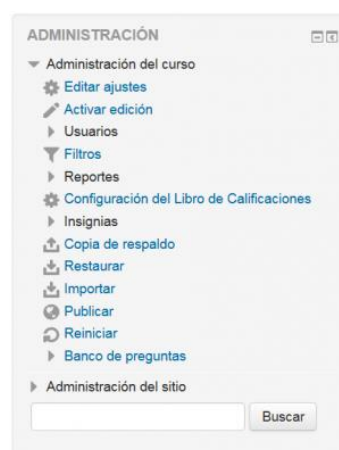 ADMINISTRACIÓN
Administración del curso
Editar ajustes
Activar edición
Usuarios
Filtros
Reportes
Configuración del Libro de Calificaciones
Insignias
Copia de respaldo
Restaurar
Importar
Publicar
Reiniciar
Banco de preguntas
Administración del sitio
Buscar